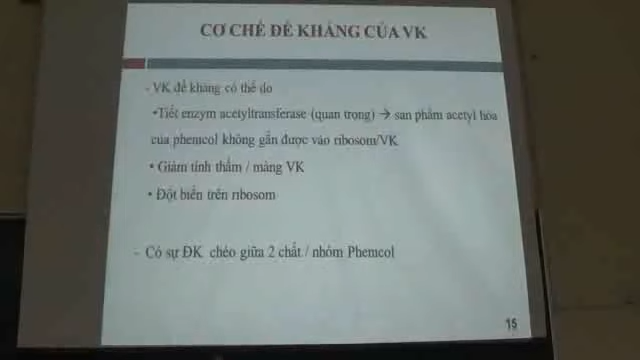 CƠ CHẾ ĐỀ KHÁNG CỦA VK
- VK đề kháng có thể do
•Tiết enzym acetyltransferase (quan trọng) → sản phẩm acetyl hóa
của phemcol không gắn được vào ribosom/VK
• Giảm tính thấm / màng VK
• Đột biến trên ribosom
- Có sự ĐK chéo giữa 2 chất / nhóm Phemcol
15